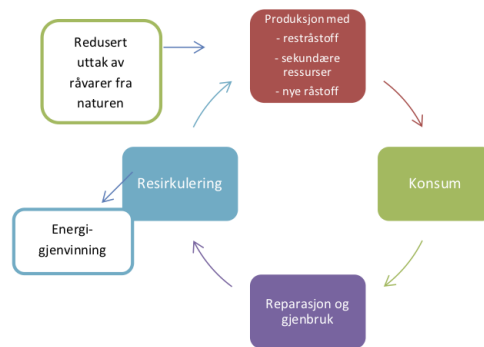 Redusert
uttak av
råvarer fra
naturen
Produksjon med
- restråstoff
- sekundære
ressurser
- nye råstoff
Resirkulering
Konsum
Energi-
gjenvinning
Reparasjon og
gjenbruk